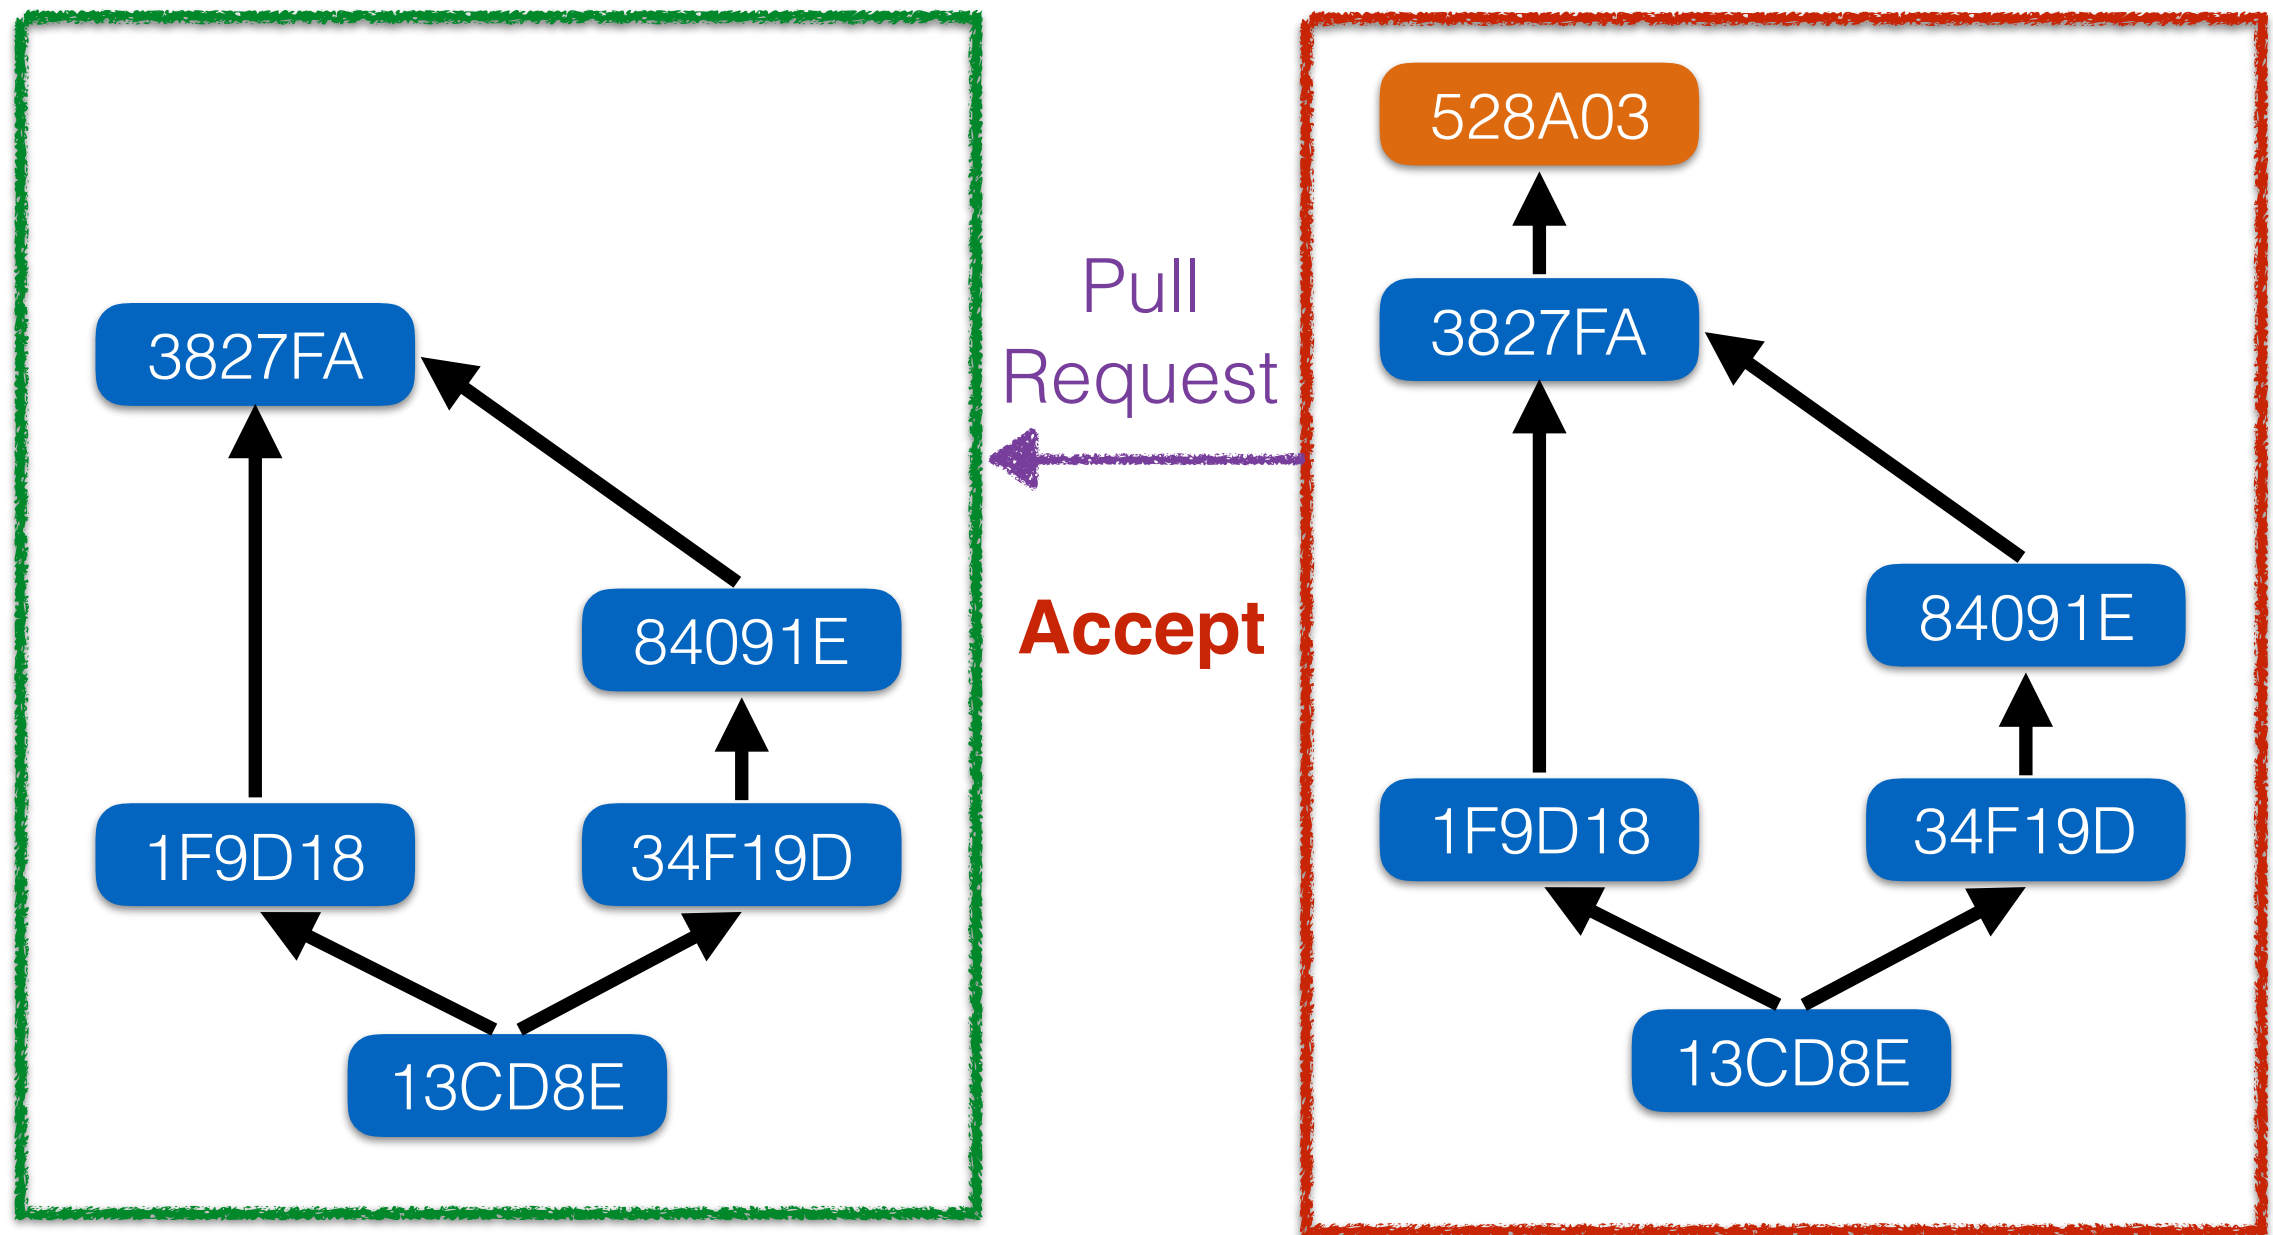 3827FA
84091E
1F9D18
34F19D
13CD8E
Pull
Request
Accept
528A03
3827FA
84091E
1F9D18
34F19D
13CD8E